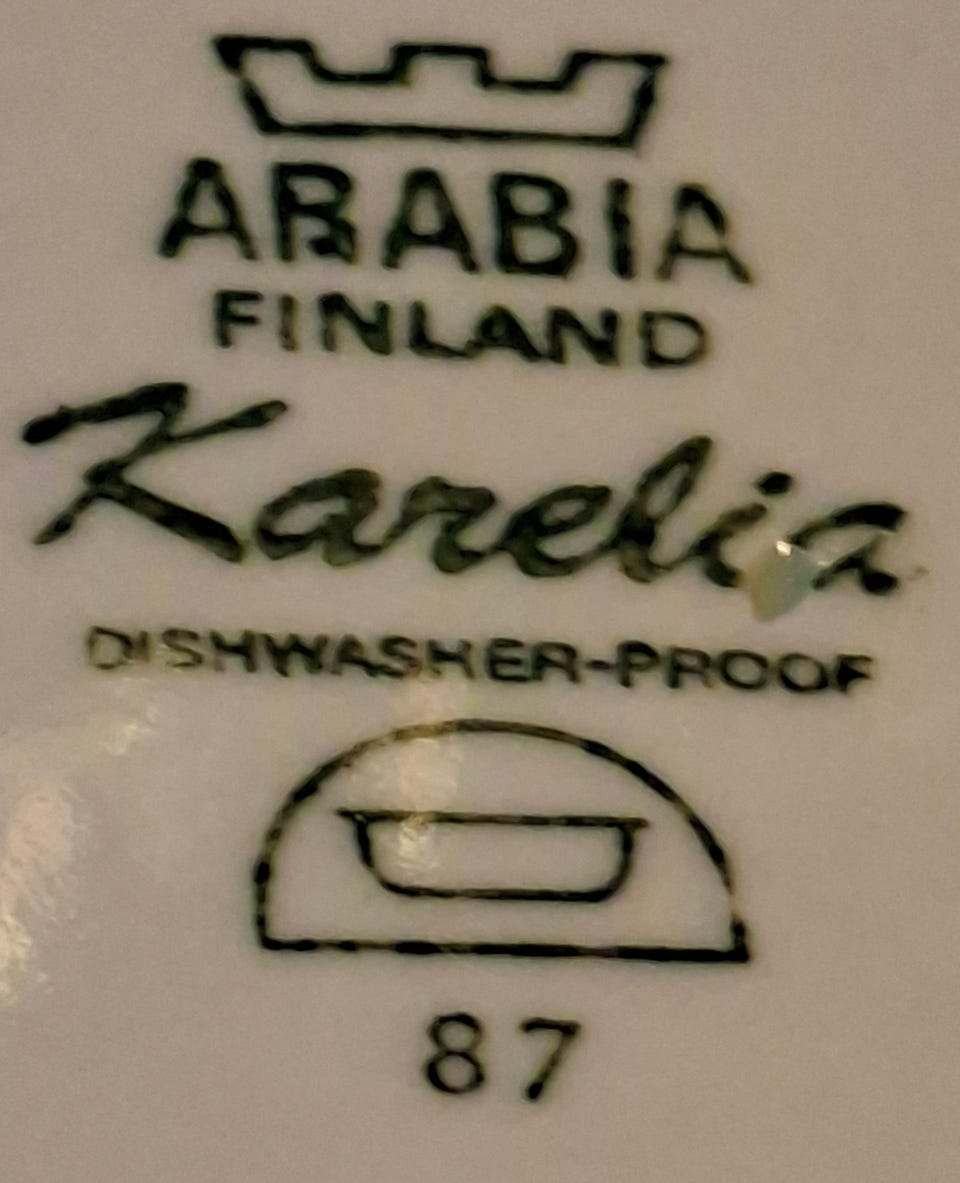 ARABIA
FINLAND
Karelia
DISHWASHER-PROOF
87